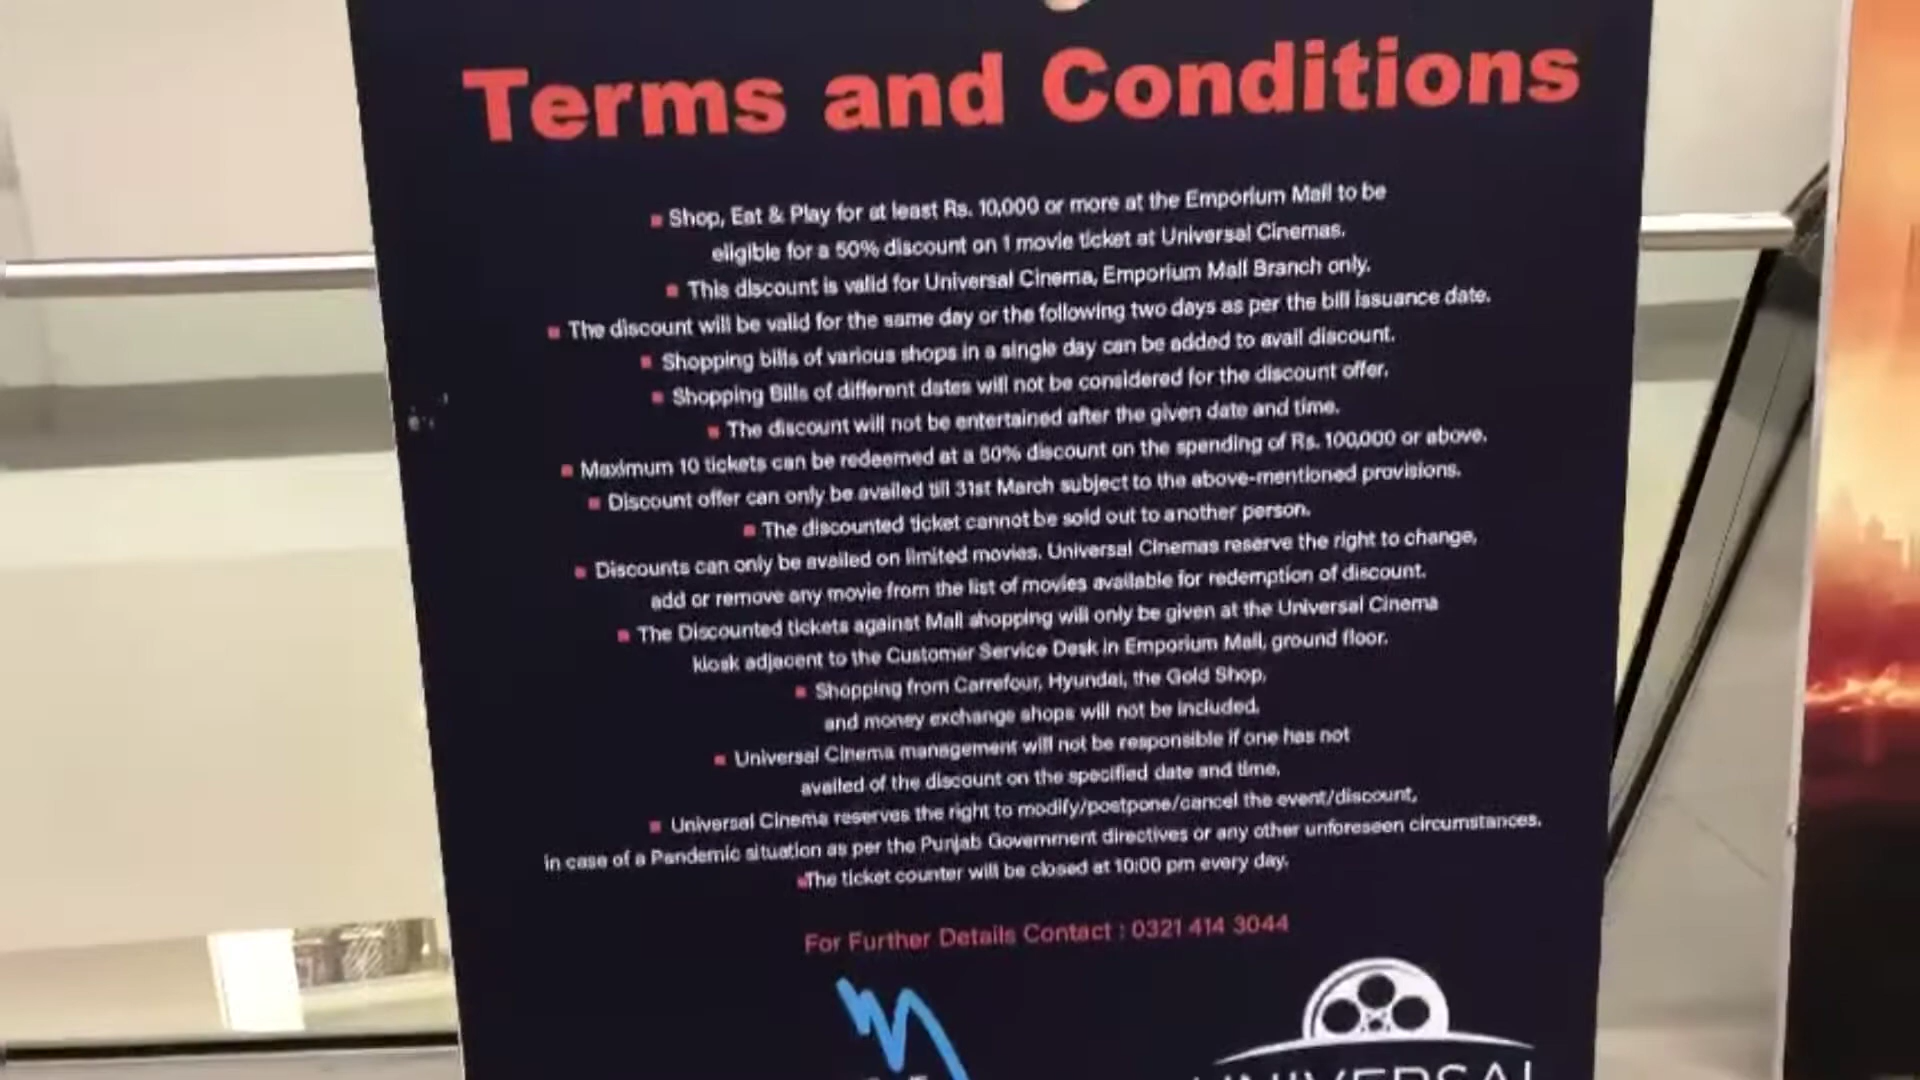 Terms and Conditions
▪ Shop, Eat & Play for at least Rs. 10,000 or more at the Emporium Mall to be
eligible for a 50% discount on 1 movie ticket at Universal Cinemas.
▪ This discount is valid for Universal Cinema, Emporium Mall Branch only.
▪ The discount will be valid for the same day or the following two days as per the bill issuance date.
▪ Shopping bills of various shops in a single day can be added to avail discount.
▪ Shopping Bills of different dates will not be considered for the discount offer.
▪ The discount will not be entertained after the given date and time.
▪ Maximum 10 tickets can be redeemed at a 50% discount on the spending of Rs. 100,000 or above.
▪ Discount offer can only be availed till 31st March subject to the above-mentioned provisions.
▪ The discounted ticket cannot be sold out to another person.
▪ Discounts can only be availed on limited movies. Universal Cinemas reserve the right to change,
add or remove any movie from the list of movies available for redemption of discount.
▪ The Discounted tickets against Mall shopping will only be given at the Universal Cinema
kiosk adjacent to the Customer Service Desk in Emporium Mall, ground floor.
▪ Shopping from Carrefour, Hyundai, the Gold Shop,
and money exchange shops will not be included.
▪ Universal Cinema management will not be responsible if one has not
availed of the discount on the specified date and time.
▪ Universal Cinema reserves the right to modify/postpone/cancel the event/discount,
in case of a Pandemic situation as per the Punjab Government directives or any other unforeseen circumstances.
▪The ticket counter will be closed at 10:00 pm every day.
For Further Details Contact : 0321 414 3044
UNIVERSAL